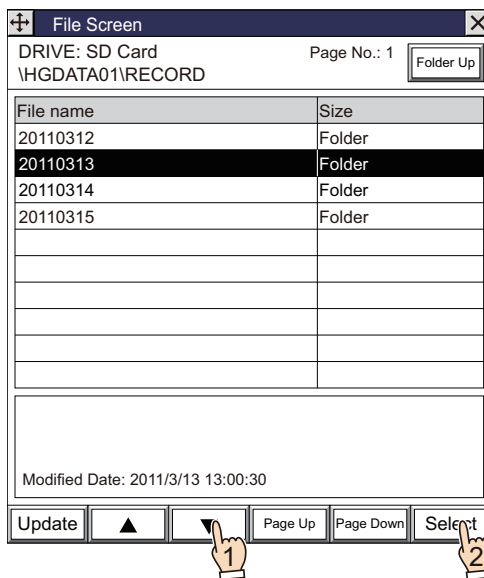 File Screen
DRIVE: SD Card Page No.: 1 Folder Up
\HGDATA01\RECORD
File name Size
20110312 Folder
20110313 Folder
20110314 Folder
20110315 Folder
Modified Date: 2011/3/13 13:00:30
Update ▲ ▼ Page Up Page Down Select
1 2